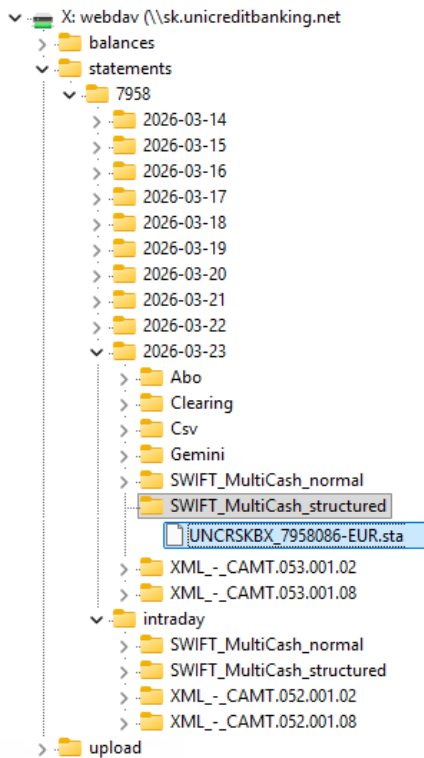 X: webdav (\\sk.unicreditbanking.net
balances
statements
7958
2026-03-14
2026-03-15
2026-03-16
2026-03-17
2026-03-18
2026-03-19
2026-03-20
2026-03-21
2026-03-22
2026-03-23
Abo
Clearing
Csv
Gemini
SWIFT_MultiCash_normal
SWIFT_MultiCash_structured
UNCRSKBX_7958086-EUR.sta
XML_-_CAMT.053.001.02
XML_-_CAMT.053.001.08
intraday
SWIFT_MultiCash_normal
SWIFT_MultiCash_structured
XML_-_CAMT.052.001.02
XML_-_CAMT.052.001.08
upload